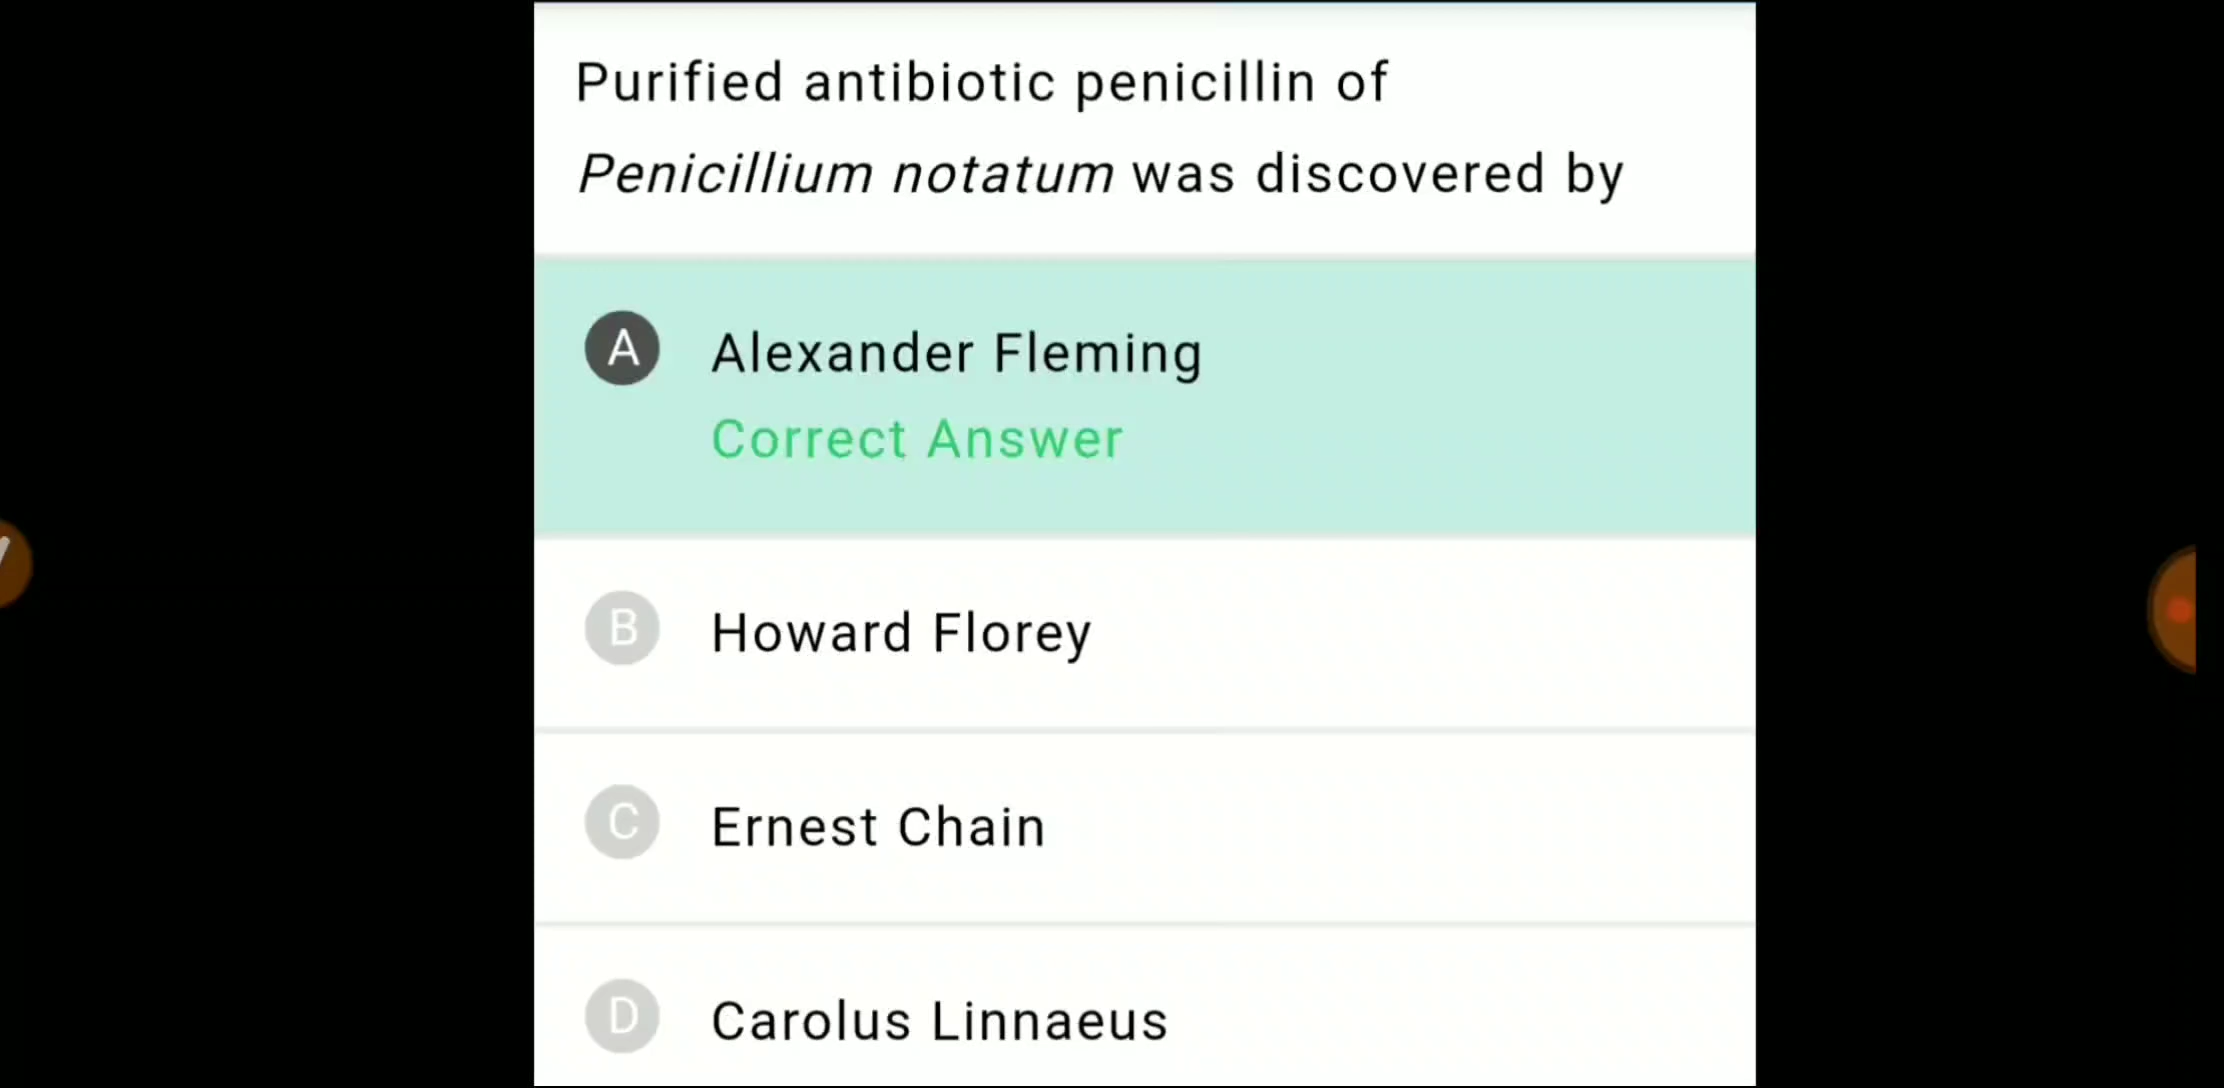 Purified antibiotic penicillin of
Penicillium notatum was discovered by
A Alexander Fleming
Correct Answer
B Howard Florey
C Ernest Chain
D Carolus Linnaeus